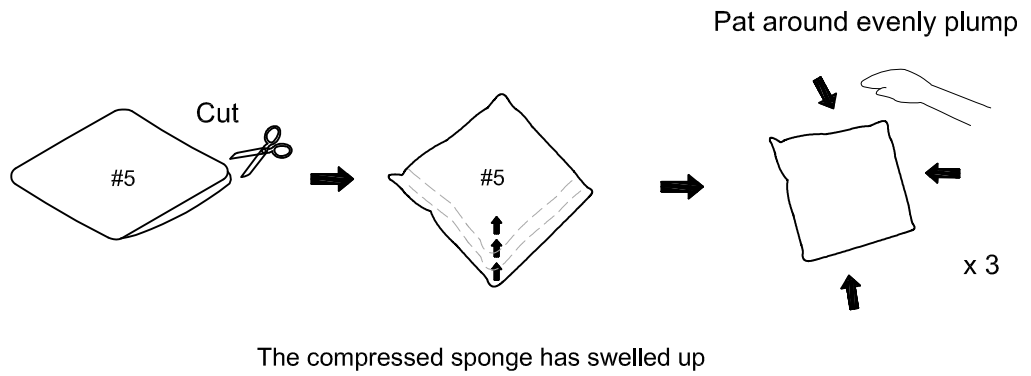 Pat around evenly plump
Cut
#5
#5
x 3
The compressed sponge has swelled up